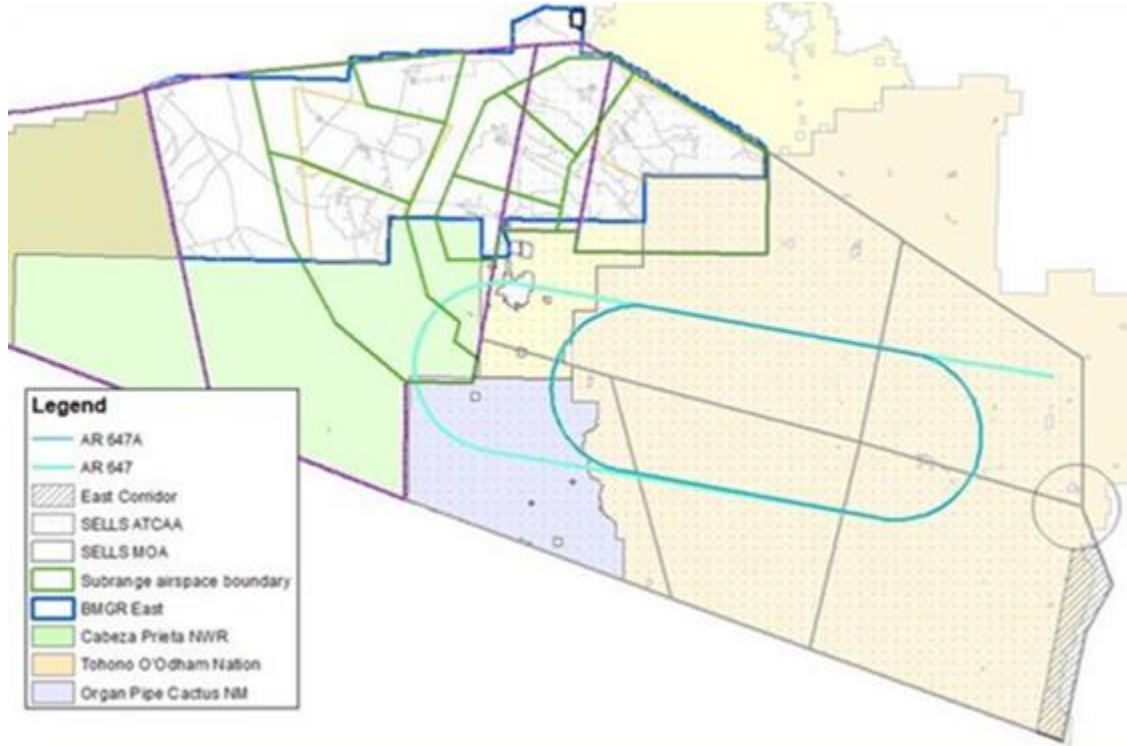 Legend
AR 647A
AR 647
East Corridor
SELLS ATCAA
SELLS MOA
Subrange airspace boundary
BMGR East
Cabeza Prieta NWR
Tohono O'Odham Nation
Organ Pipe Cactus NM